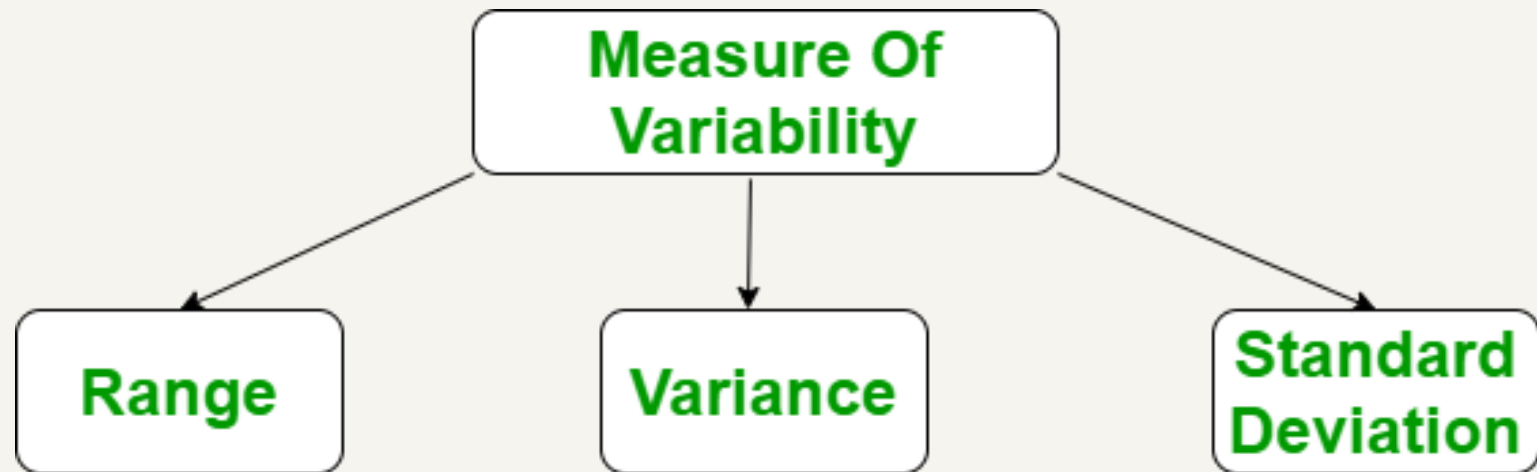 Measure Of
Variability
Range
Variance
Standard
Deviation